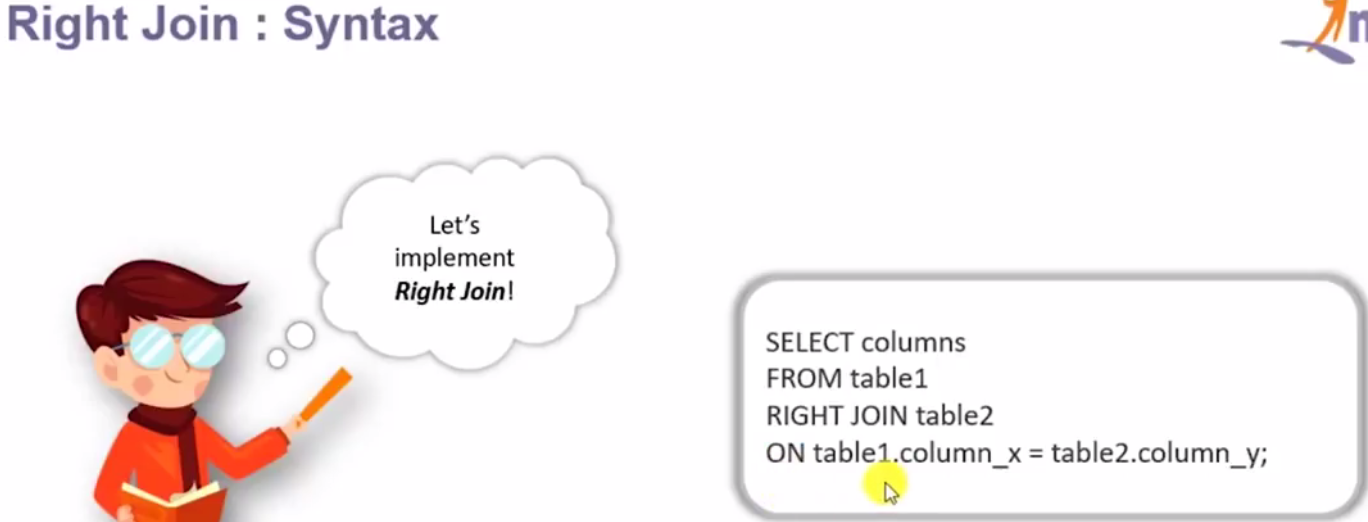 Right Join : Syntax
Let’s
implement
Right Join!
SELECT columns
FROM table1
RIGHT JOIN table2
ON table1.column_x = table2.column_y;